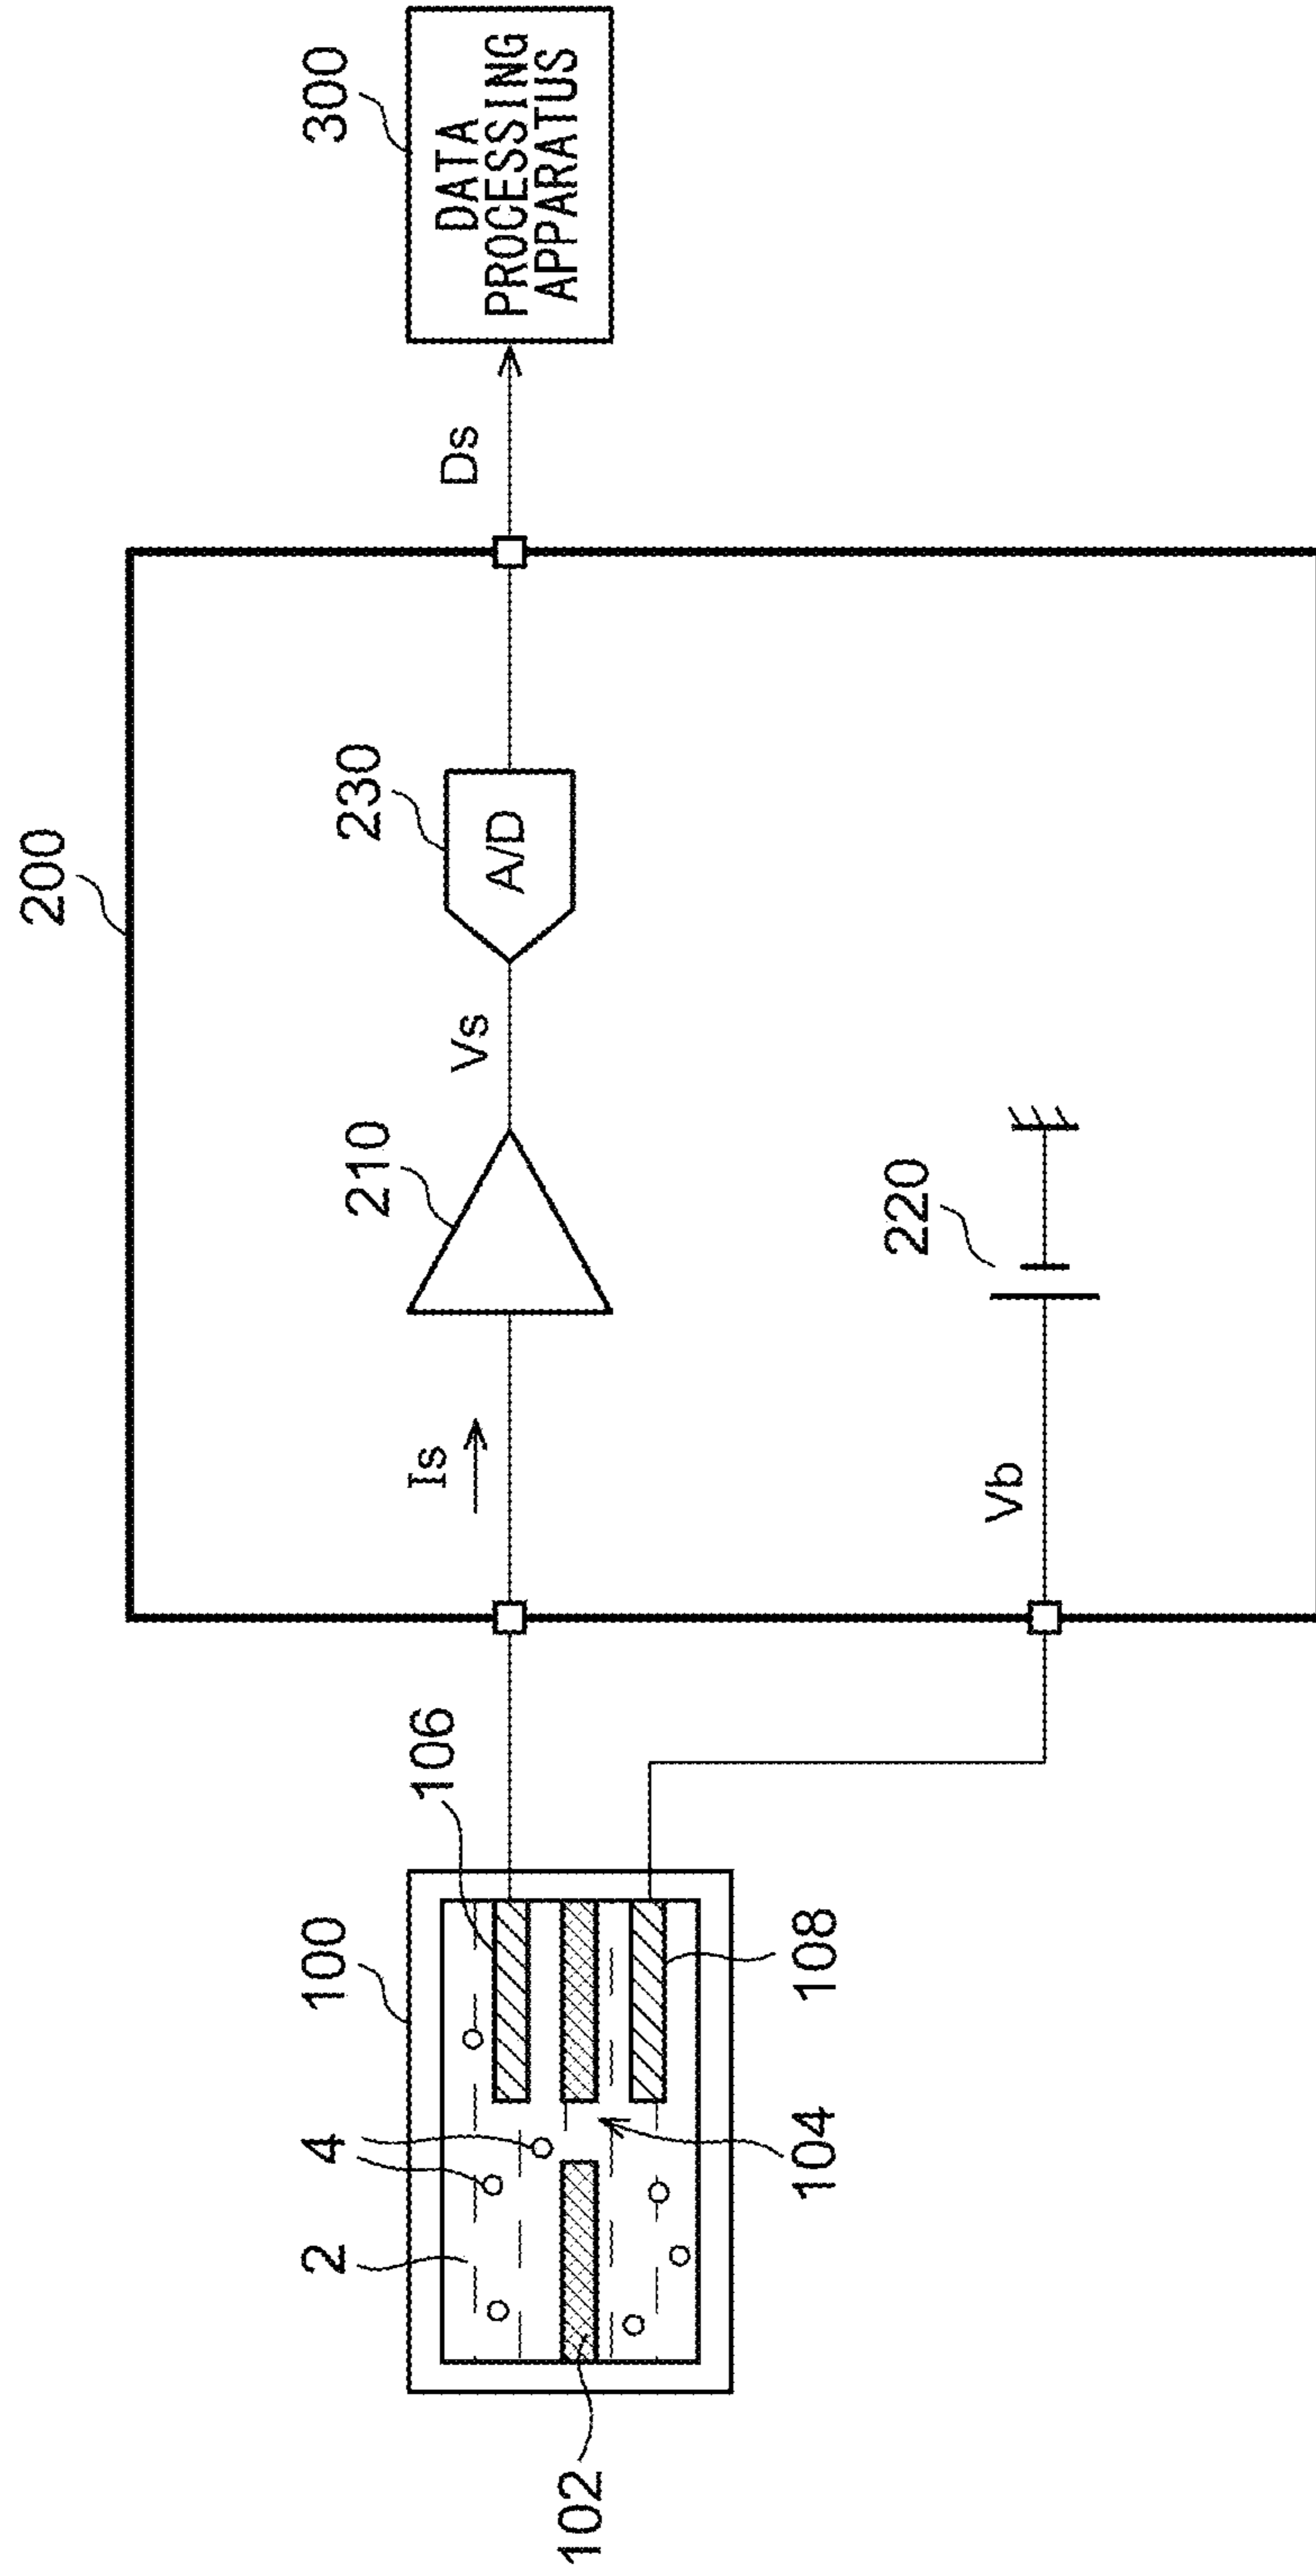 200
300
DATA
PROCESSING
APPARATUS
100
2
4
106
210
230
Is
Vs
A/D
Ds
102
104
108
220
Vb